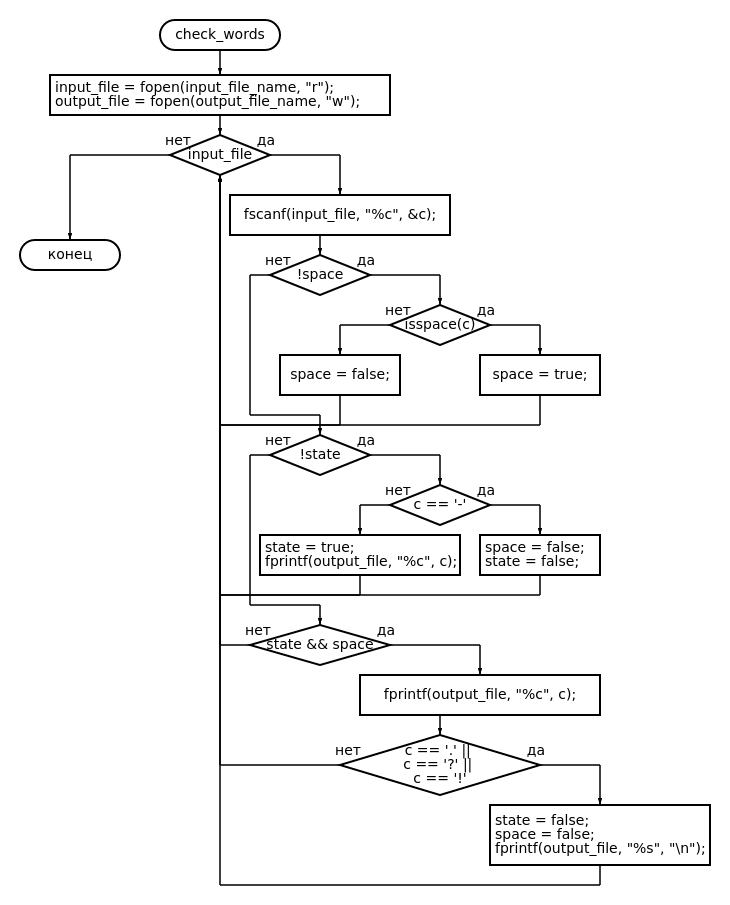 check_words
input_file = fopen(input_file_name, "r");
output_file = fopen(output_file_name, "w");
нет
да
input_file
fscanf(input_file, "%c", &c);
конец
нет
да
!space
нет
да
isspace(c)
space = false;
space = true;
нет
да
!state
нет
да
c == '-'
state = true;
fprintf(output_file, "%c", c);
space = false;
state = false;
нет
да
state && space
fprintf(output_file, "%c", c);
нет
да
c == '.' ||
c == '?' ||
c == '!'
state = false;
space = false;
fprintf(output_file, "%s", "\n");